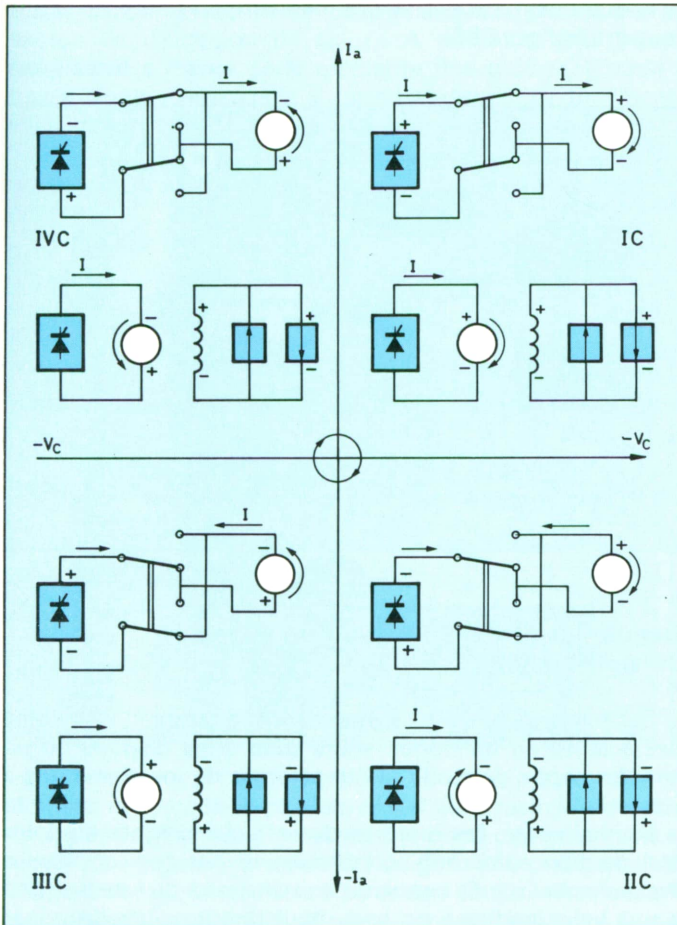 Ia
I
I
− − + +
+ + − −
IVC IC
I
I
− + + + + +
+ − − − − −
−Vc −Vc
I
+ − − +
− + + −
I
+ − − − − −
− + + + + +
IIIC IIC
−Ia